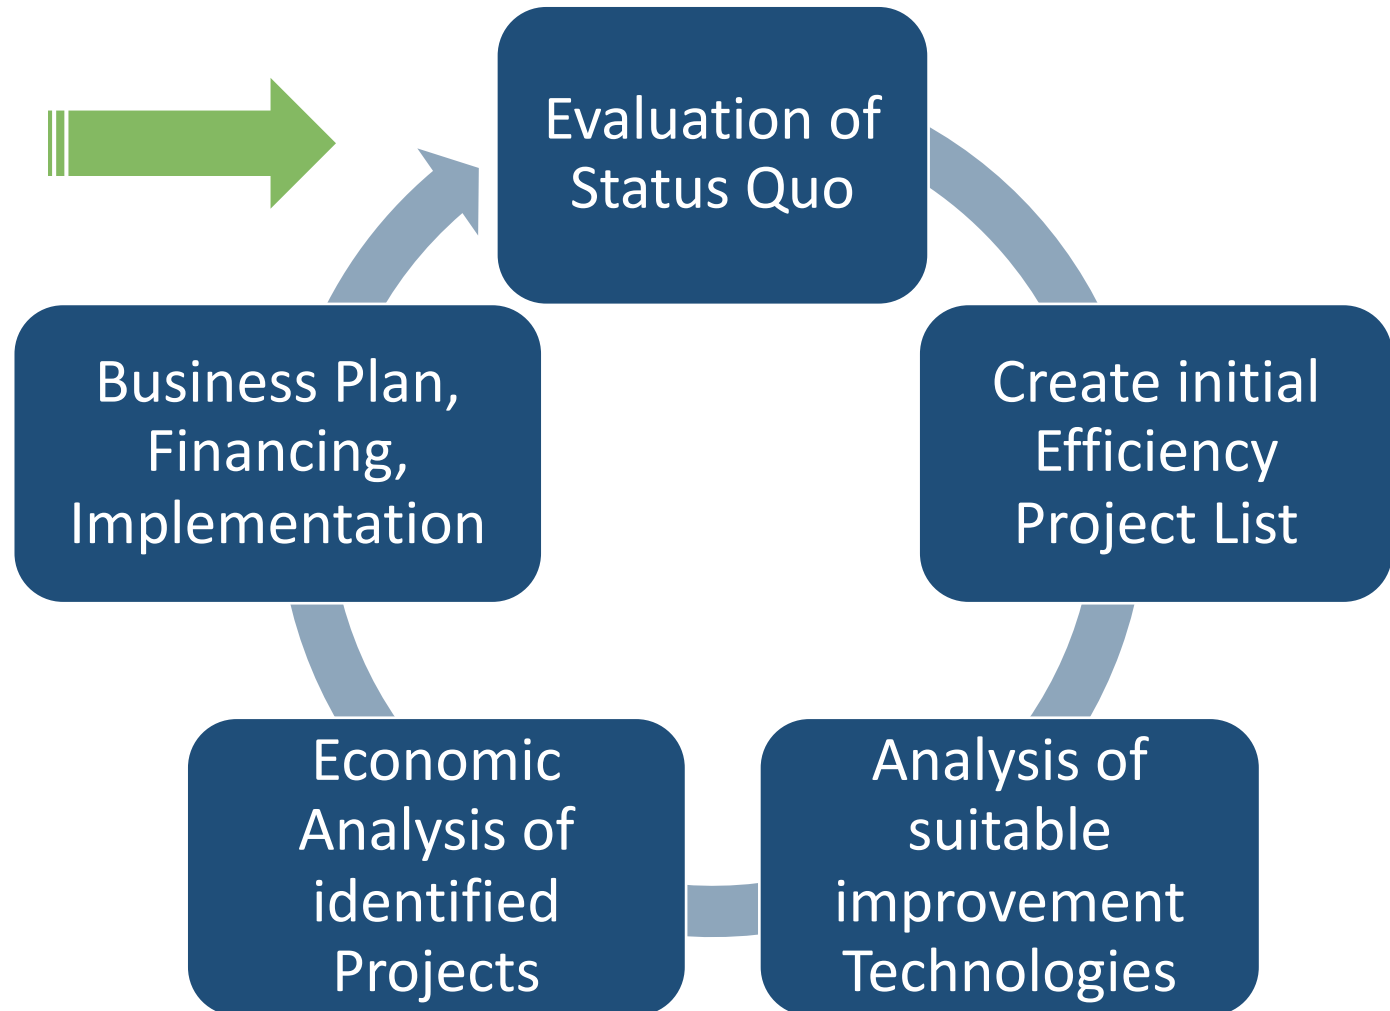 Evaluation of
Status Quo
Create initial
Efficiency
Project List
Analysis of
suitable
improvement
Technologies
Economic
Analysis of
identified
Projects
Business Plan,
Financing,
Implementation